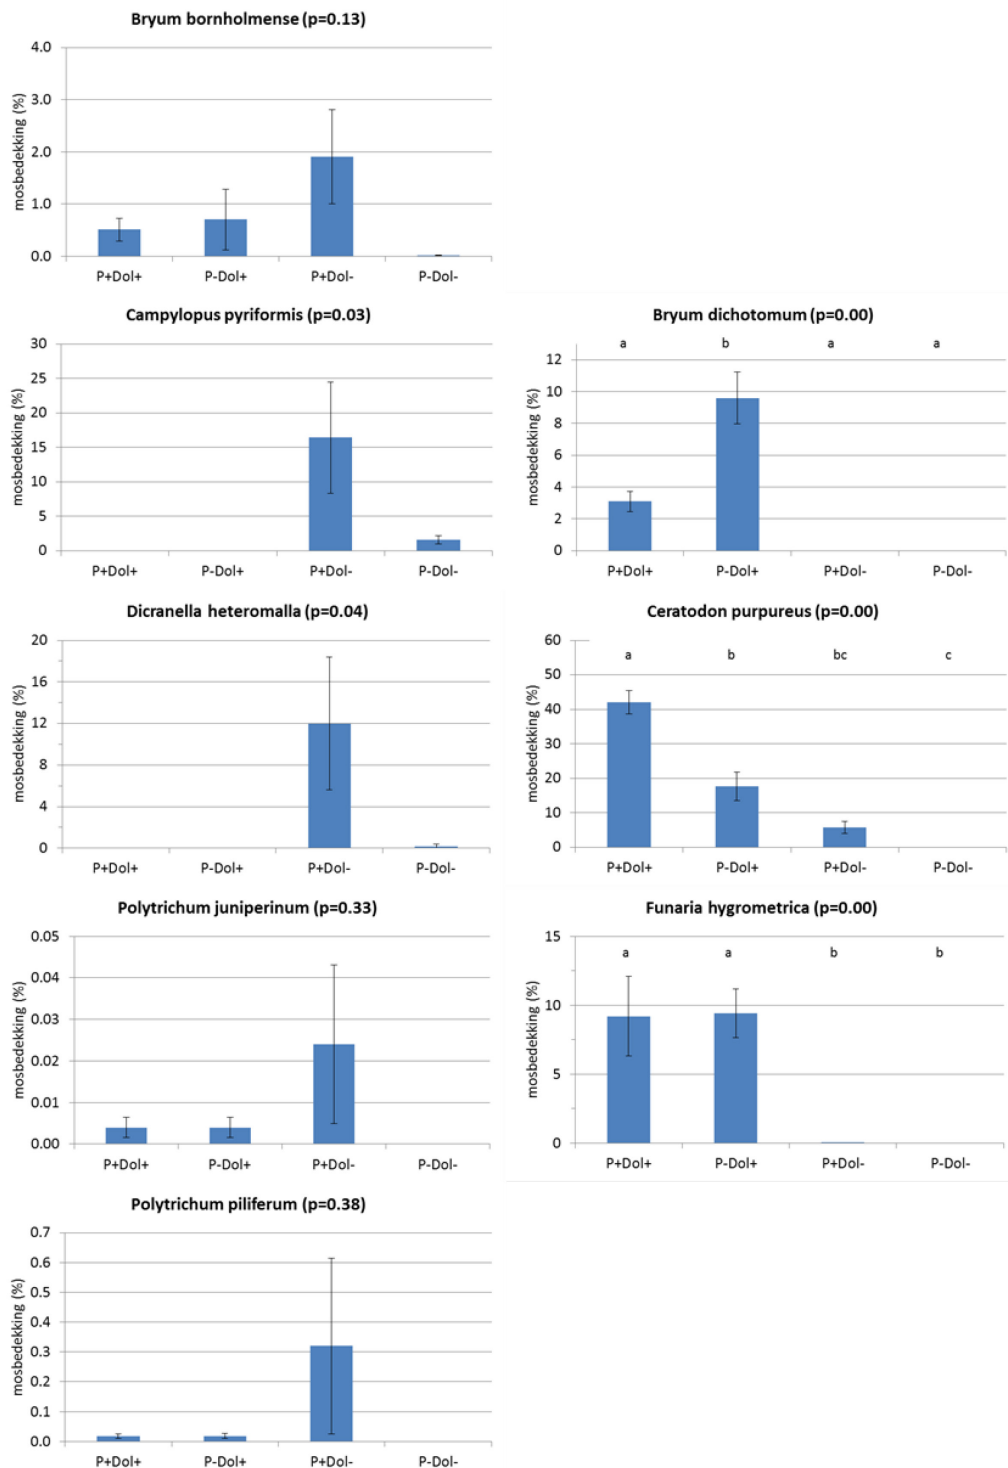 Bryum bornholmense (p=0.13)
mosbedekking (%)
4.0
3.0
2.0
1.0
0.0
P+Dol+ P-Dol+ P+Dol- P-Dol-
Campylopus pyriformis (p=0.03)
mosbedekking (%)
30
25
20
15
10
5
0
P+Dol+ P-Dol+ P+Dol- P-Dol-
Bryum dichotomum (p=0.00)
a b a a
mosbedekking (%)
12
10
8
6
4
2
0
P+Dol+ P-Dol+ P+Dol- P-Dol-
Dicranella heteromalla (p=0.04)
mosbedekking (%)
20
16
12
8
4
0
P+Dol+ P-Dol+ P+Dol- P-Dol-
Ceratodon purpureus (p=0.00)
a b bc c
mosbedekking (%)
60
50
40
30
20
10
0
P+Dol+ P-Dol+ P+Dol- P-Dol-
Polytrichum juniperinum (p=0.33)
mosbedekking (%)
0.05
0.04
0.03
0.02
0.01
0.00
P+Dol+ P-Dol+ P+Dol- P-Dol-
Funaria hygrometrica (p=0.00)
a a b b
mosbedekking (%)
15
10
5
0
P+Dol+ P-Dol+ P+Dol- P-Dol-
Polytrichum piliferum (p=0.38)
mosbedekking (%)
0.7
0.6
0.5
0.4
0.3
0.2
0.1
0.0
P+Dol+ P-Dol+ P+Dol- P-Dol-